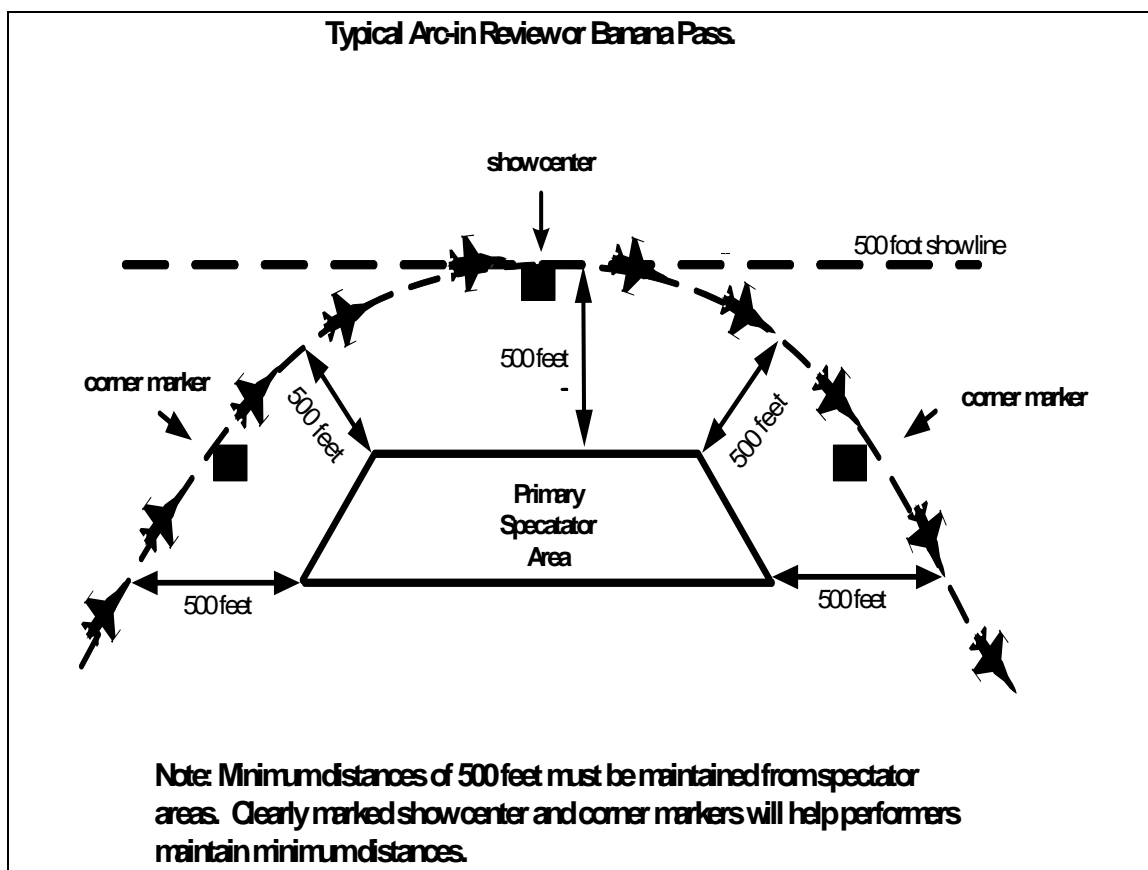 Typical Arc-in Review or Banana Pass.
show center
500 foot show line
500 feet
corner marker
corner marker
500 feet
500 feet
Primary
Specatator
Area
500 feet
500 feet
Note: Minimum distances of 500 feet must be maintained from spectator
areas. Clearly marked show center and corner markers will help performers
maintain minimum distances.